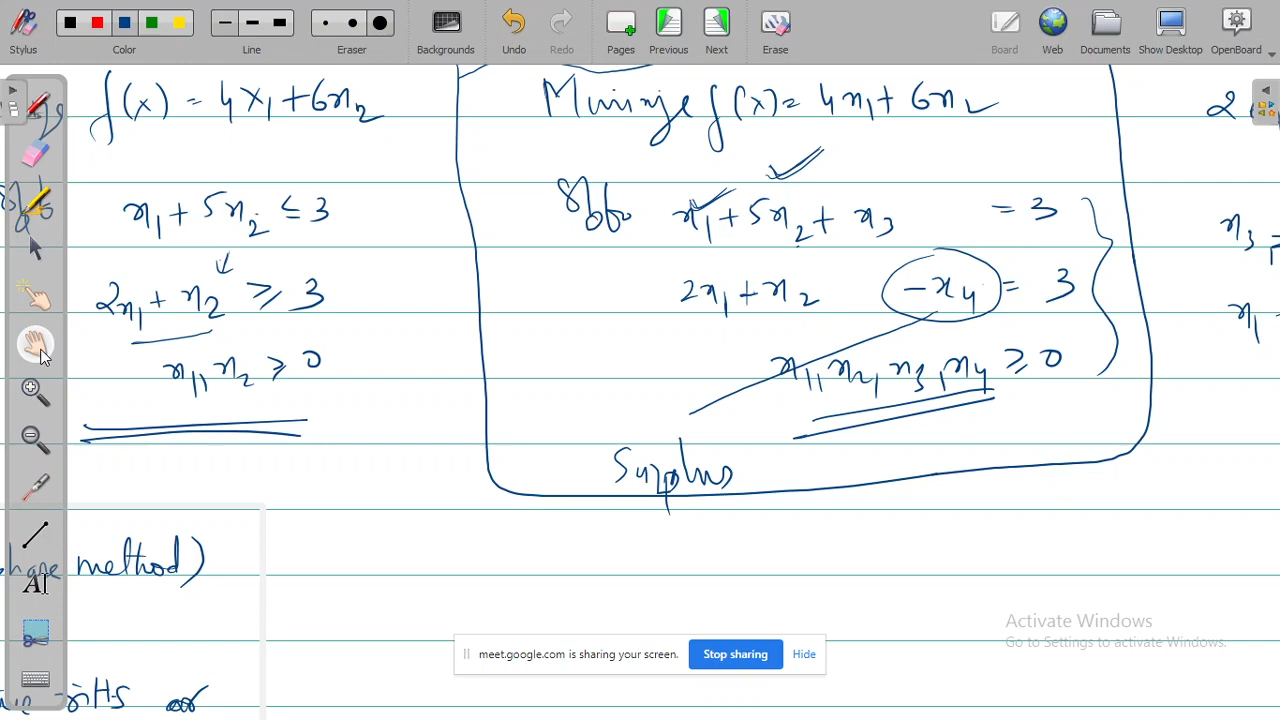 Stylus Color Line Eraser Backgrounds Undo Redo Pages Previous Next Erase Board Web Documents Show Desktop OpenBoard
f(x) = 4x1 + 6x2
x1 + 5x2 ≤ 3
2x1 + x2 ≥ 3
x1, x2 ≥ 0
f(x) = 4x1 + 6x2
x1 + 5x2 + x3 = 3
2x1 + x2 - x4 = 3
x1, x2, x3, x4 ≥ 0
Surplus
2
x3
x1
method)
meet.google.com is sharing your screen. Stop sharing Hide
Activate Windows
Go to Settings to activate Windows.